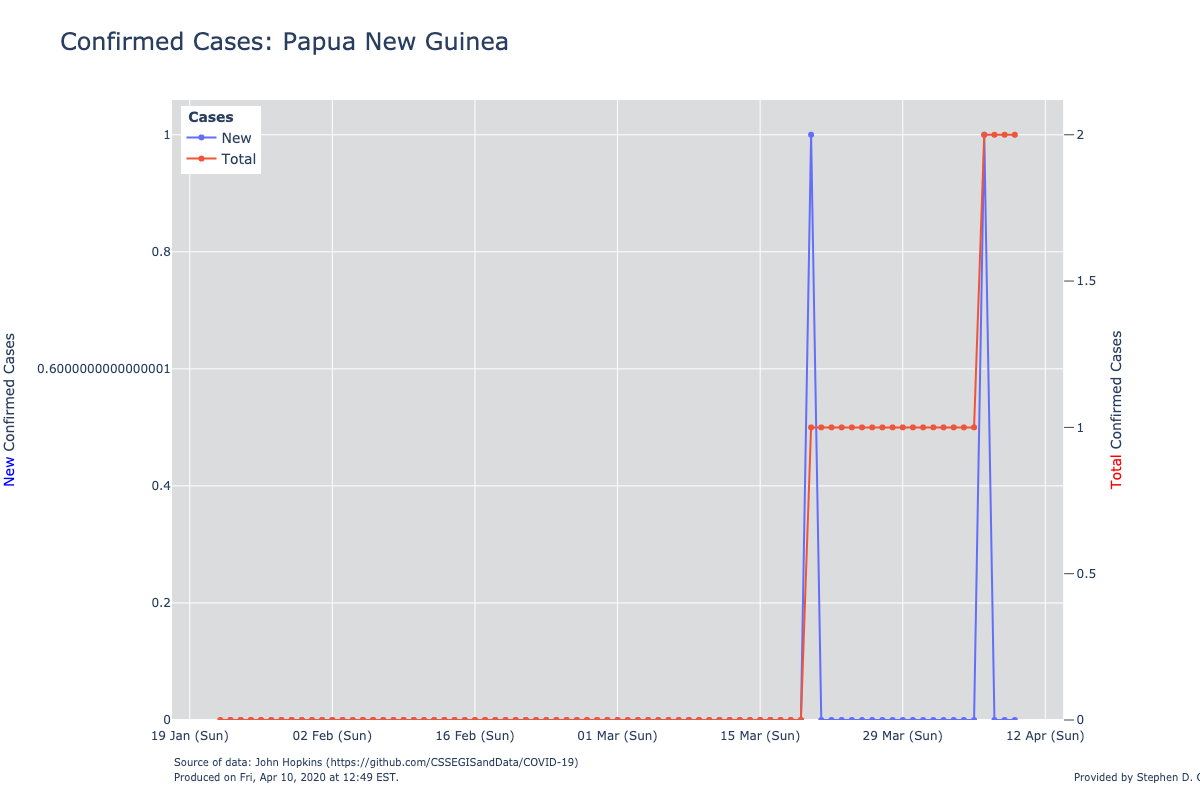 Confirmed Cases: Papua New Guinea
Cases
New
Total
1
0.8
0.6000000000000001
0.4
0.2
0
2
1.5
1
0.5
0
New Confirmed Cases
Total Confirmed Cases
19 Jan (Sun)
02 Feb (Sun)
16 Feb (Sun)
01 Mar (Sun)
15 Mar (Sun)
29 Mar (Sun)
12 Apr (Sun)
Source of data: John Hopkins (https://github.com/CSSEGISandData/COVID-19)
Produced on Fri, Apr 10, 2020 at 12:49 EST.
Provided by Stephen D.